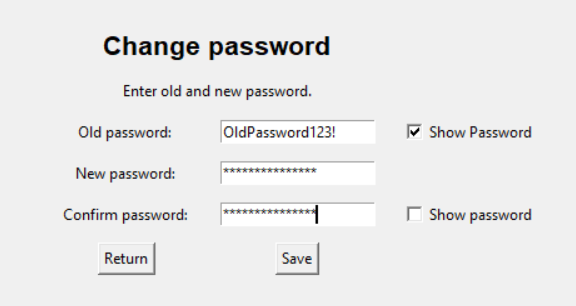 Change password
Enter old and new password.
Old password: OldPassword123! Show Password
New password: ***************
Confirm password: *************** Show password
Return Save